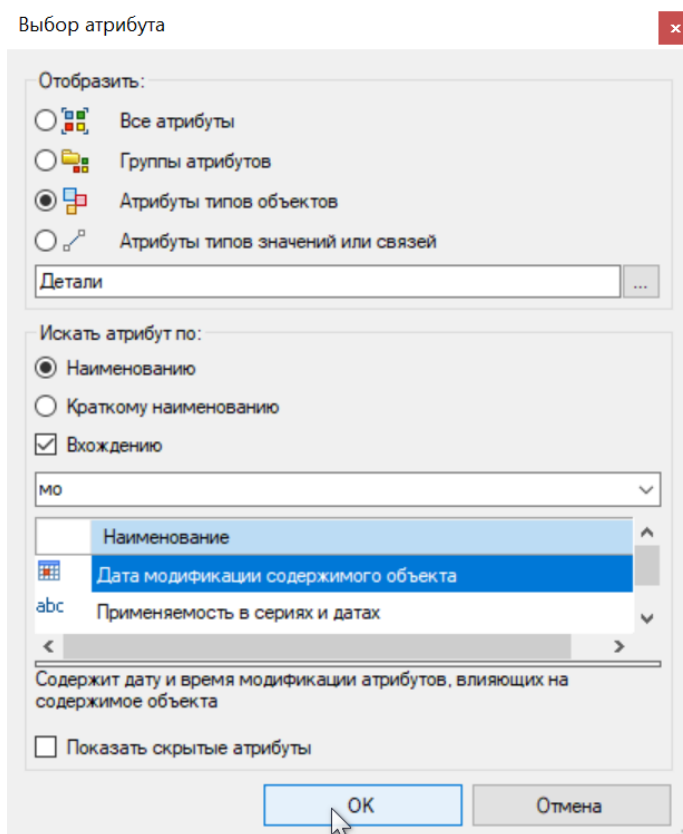 Выбор атрибута
×
Отобразить:
Все атрибуты
Группы атрибутов
Атрибуты типов объектов
Атрибуты типов значений или связей
Детали
...
Искать атрибут по:
Наименованию
Краткому наименованию
Вхождению
мо
Наименование
Дата модификации содержимого объекта
abc Применяемость в сериях и датах
Содержит дату и время модификации атрибутов, влияющих на
содержимое объекта
Показать скрытые атрибуты
OK Отмена